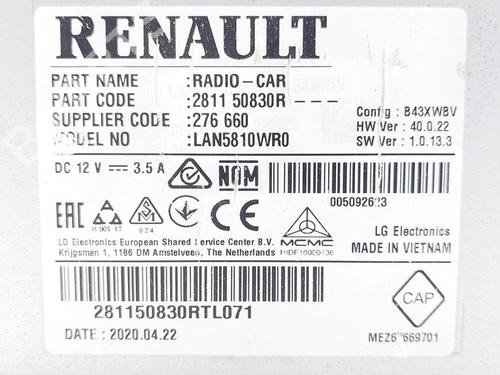 RENAULT
PART NAME :RADIO-CAR
PART CODE :2811 50830R ---
SUPPLIER CODE :276 660
MODEL NO :LAN5810WR0
Config : B43XW8V
HW Ver : 40.0.22
SW Ver : 1.0.13.3
DC 12 V 3.5 A
NOM
EAC
CE
MCMC
HIDF16000136
LG Electronics
MADE IN VIETNAM
LG Electronics European Shared Service Center B.V.
Krijgsman 1, 1186 DM Amstelveen, The Netherlands
281150830RTL071
DATE : 2020.04.22
CAP